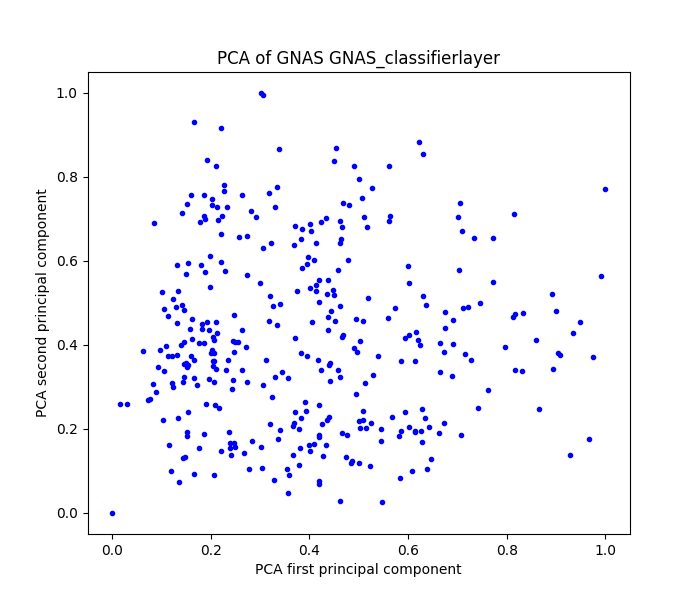 PCA of GNAS GNAS_classifierlayer
1.0
0.8
0.6
0.4
0.2
0.0
PCA second principal component
0.0 0.2 0.4 0.6 0.8 1.0
PCA first principal component